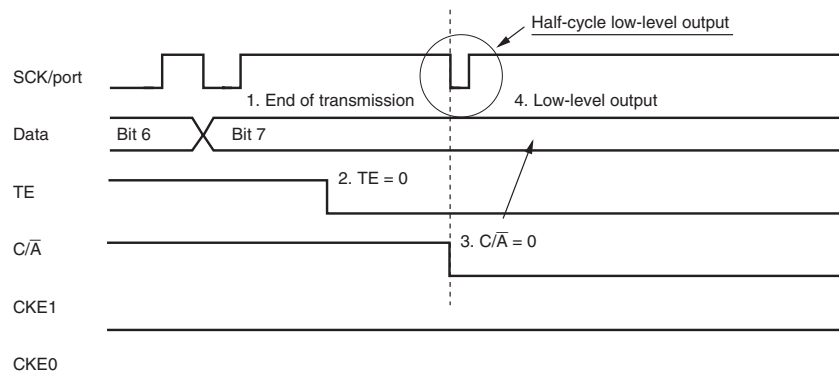 Half-cycle low-level output
SCK/port
1. End of transmission
4. Low-level output
Data
Bit 6
Bit 7
TE
2. TE = 0
C/A̅
3. C/A̅ = 0
CKE1
CKE0